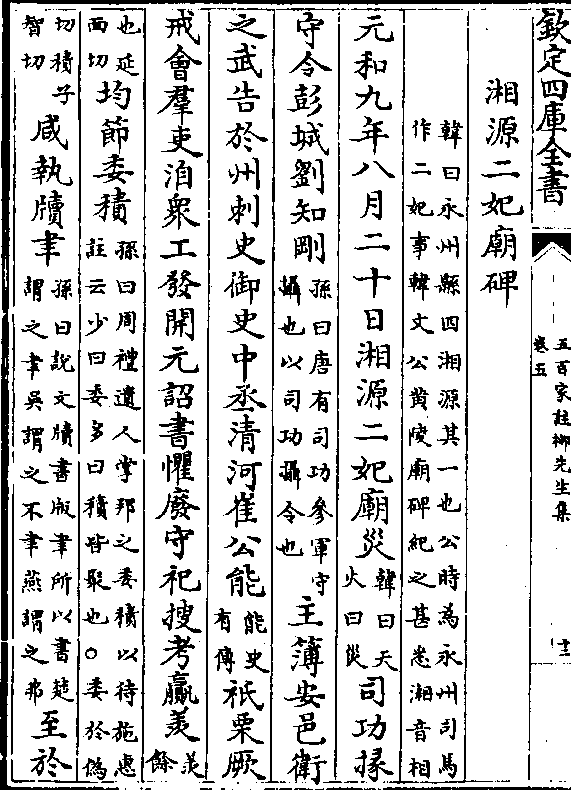 欽定四庫全書
五百家註柳先生集
卷五
十三
湘源二妃廟碑
韓曰永州縣四湘源其一也公時為永州司馬
作二妃事韓文公黄陵廟碑紀之甚悉湘音相
元和九年八月二十日湘源二妃廟災韓曰天火曰災司功掾
守令彭城劉知剛孫曰唐有司功參軍守攝也以司功攝令也主簿安邑衛
之武告於州刺史御史中丞清河崔公能能史有傳祇栗厥
戒會羣吏洎衆工發開元詔書懼廢守祀搜考贏羡羡餘
也延面切均節委積孫曰周禮遺人掌邦之委積以待施惠註云少曰委多曰積皆聚也○委於偽
切積子智切咸執牘聿孫曰說文牘書版聿所以書楚謂之聿吳謂之不聿燕謂之弗至於